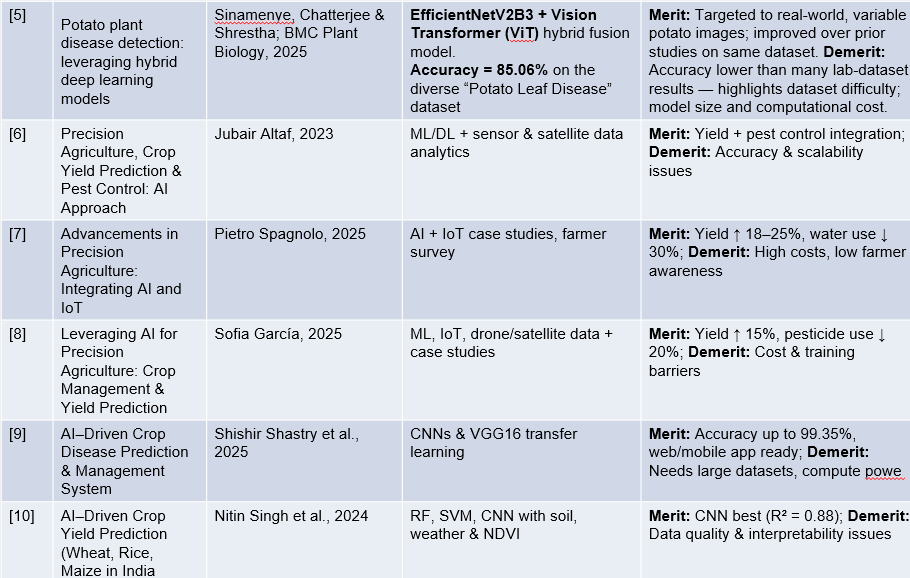 [5]
Potato plant
disease detection:
leveraging hybrid
deep learning
models
Sinamenye, Chatterjee &
Shrestha; BMC Plant
Biology, 2025
EfficientNetV2B3 + Vision
Transformer (ViT) hybrid fusion
model.
Accuracy = 85.06% on the
diverse “Potato Leaf Disease”
dataset
Merit: Targeted to real-world, variable
potato images; improved over prior
studies on same dataset. Demerit:
Accuracy lower than many lab-dataset
results — highlights dataset difficulty;
model size and computational cost.
[6]
Precision
Agriculture, Crop
Yield Prediction &
Pest Control: AI
Approach
Jubair Altaf, 2023
ML/DL + sensor & satellite data
analytics
Merit: Yield + pest control integration;
Demerit: Accuracy & scalability
issues
[7]
Advancements in
Precision
Agriculture:
Integrating AI and
IoT
Pietro Spagnolo, 2025
AI + IoT case studies, farmer
survey
Merit: Yield ↑ 18–25%, water use ↓
30%; Demerit: High costs, low farmer
awareness
[8]
Leveraging AI for
Precision
Agriculture: Crop
Management &
Yield Prediction
Sofia García, 2025
ML, IoT, drone/satellite data +
case studies
Merit: Yield ↑ 15%, pesticide use ↓
20%; Demerit: Cost & training
barriers
[9]
AI–Driven Crop
Disease Prediction
& Management
System
Shishir Shastry et al.,
2025
CNNs & VGG16 transfer
learning
Merit: Accuracy up to 99.35%,
web/mobile app ready; Demerit:
Needs large datasets, compute powe
[10]
AI–Driven Crop
Yield Prediction
(Wheat, Rice,
Maize in India
Nitin Singh et al., 2024
RF, SVM, CNN with soil,
weather & NDVI
Merit: CNN best (R² = 0.88); Demerit:
Data quality & interpretability issues